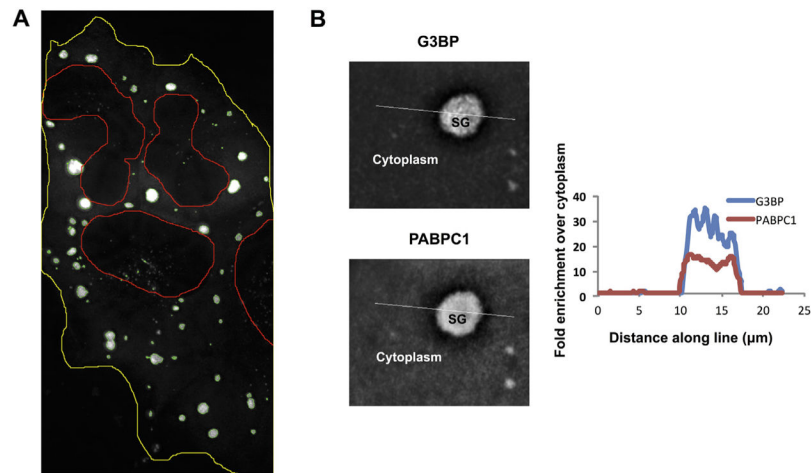 A
B
G3BP
SG
Cytoplasm
PABPC1
SG
Cytoplasm
Fold enrichment over cytoplasm
40
30
20
10
0
G3BP
PABPC1
0 5 10 15 20 25
Distance along line (µm)